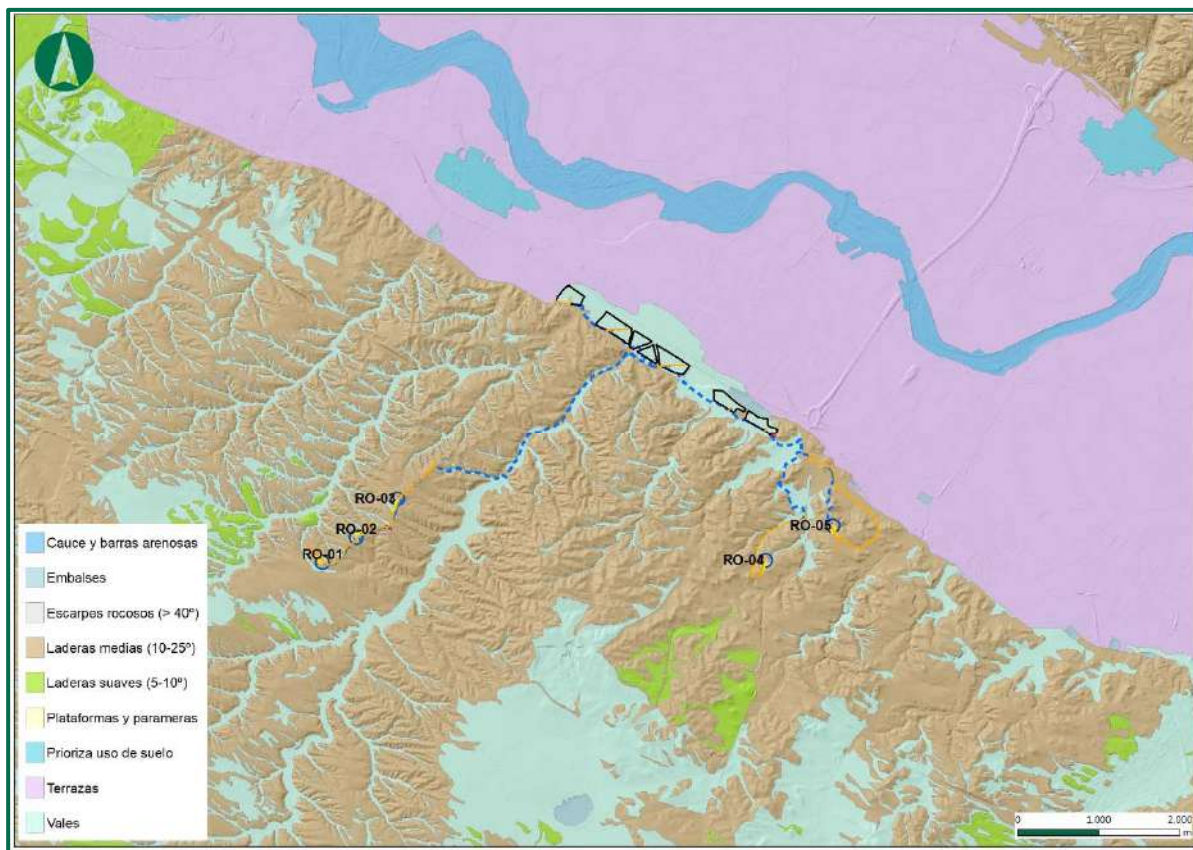 RO-03
RO-02
RO-01
RO-05
RO-04
Cauce y barras arenosas
Embalses
Escarpes rocosos (> 40º)
Laderas medias (10-25º)
Laderas suaves (5-10º)
Plataformas y parameras
Prioriza uso de suelo
Terrazas
Vales
0 1.000 2.000
m